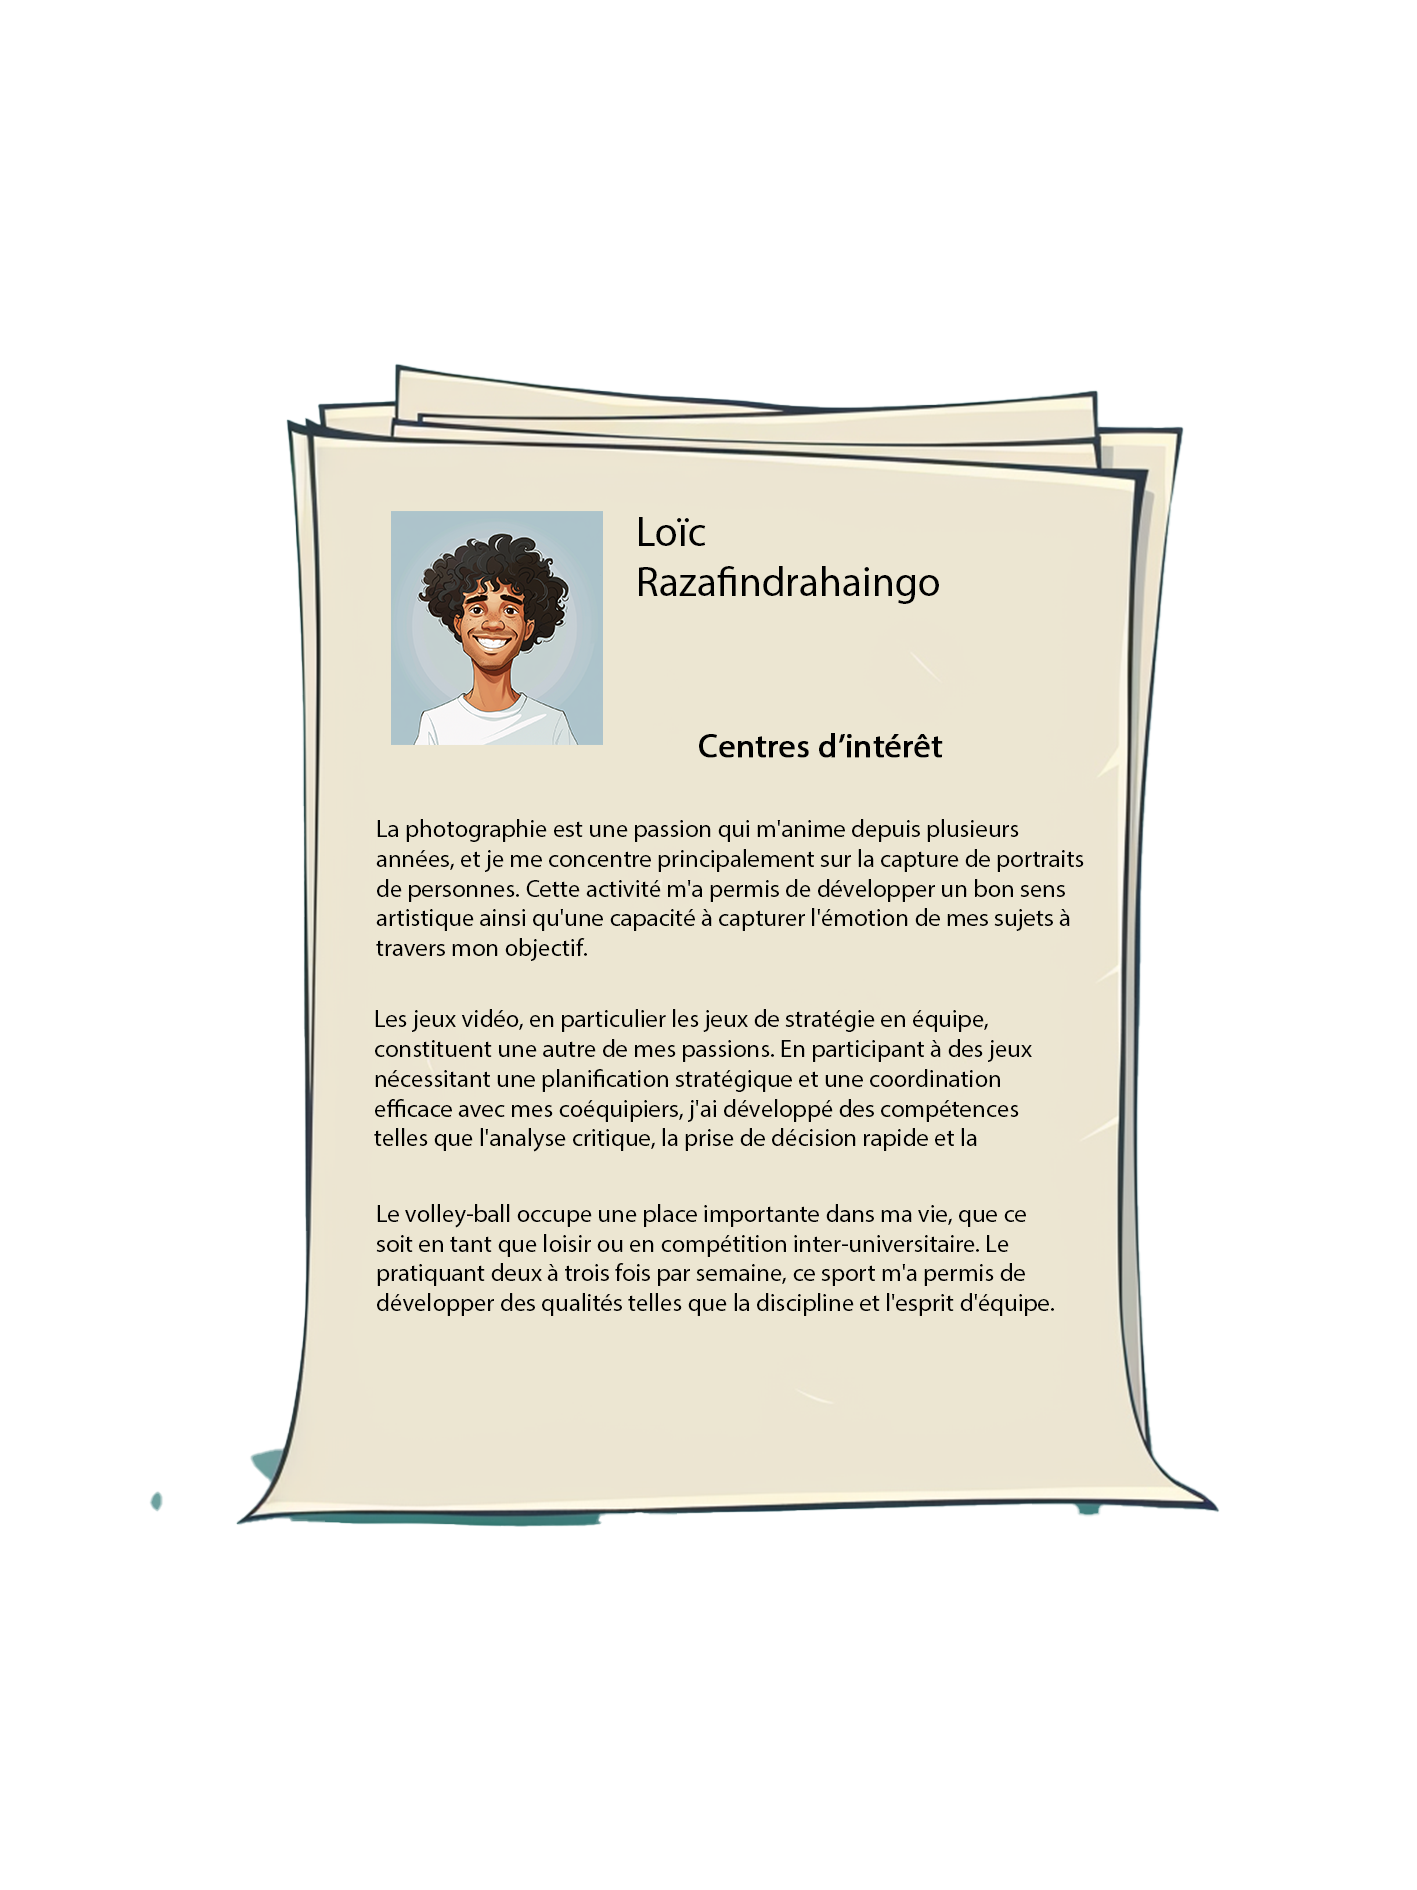 Loïc
Razafindrahaingo
Centres d’intérêt
La photographie est une passion qui m'anime depuis plusieurs
années, et je me concentre principalement sur la capture de portraits
de personnes. Cette activité m'a permis de développer un bon sens
artistique ainsi qu'une capacité à capturer l'émotion de mes sujets à
travers mon objectif.
Les jeux vidéo, en particulier les jeux de stratégie en équipe,
constituent une autre de mes passions. En participant à des jeux
nécessitant une planification stratégique et une coordination
efficace avec mes coéquipiers, j'ai développé des compétences
telles que l'analyse critique, la prise de décision rapide et la
Le volley-ball occupe une place importante dans ma vie, que ce
soit en tant que loisir ou en compétition inter-universitaire. Le
pratiquant deux à trois fois par semaine, ce sport m'a permis de
développer des qualités telles que la discipline et l'esprit d'équipe.